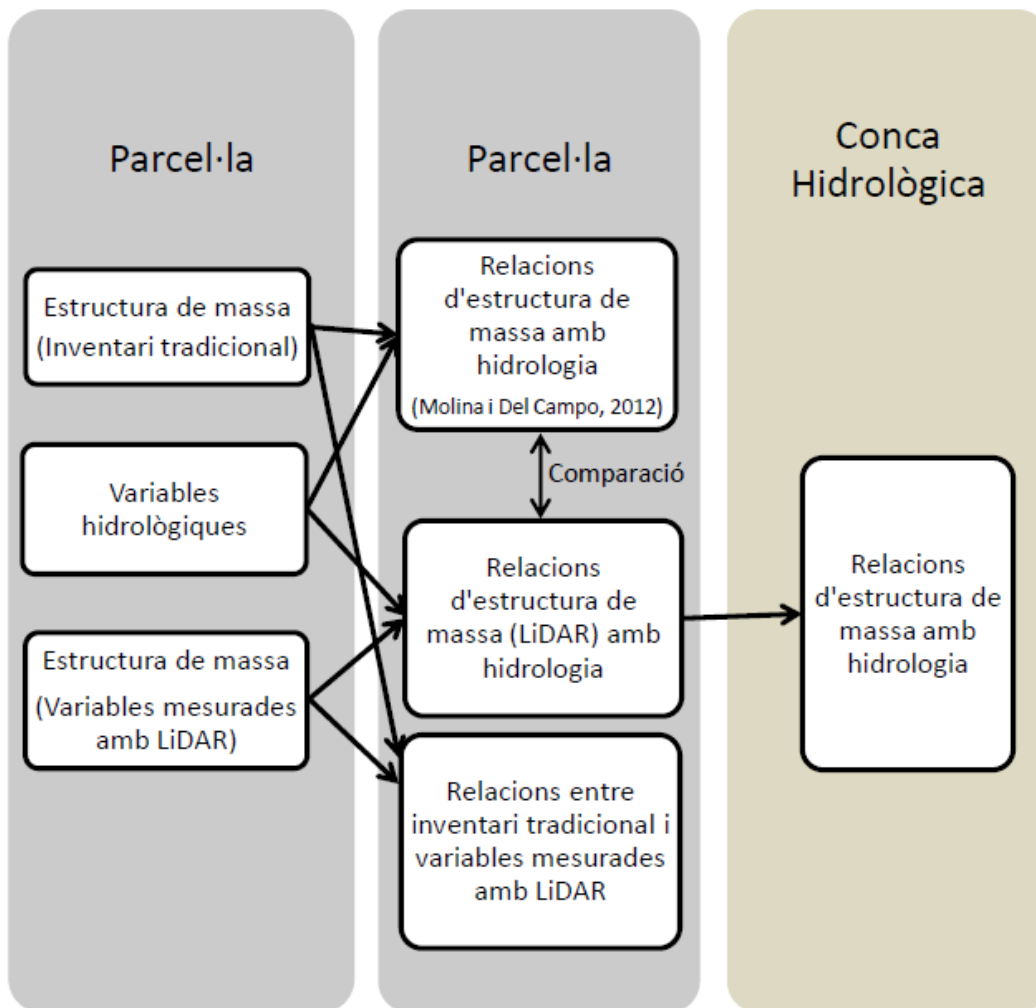 Parcel·la
Estructura de massa
(Inventari tradicional)
Variables
hidrològiques
Estructura de massa
(Variables mesurades
amb LiDAR)
Parcel·la
Relacions
d'estructura de
massa amb
hidrologia
(Molina i Del Campo, 2012)
Comparació
Relacions
d'estructura de
massa (LiDAR) amb
hidrologia
Relacions entre
inventari tradicional i
variables mesurades
amb LiDAR
Conca
Hidrològica
Relacions
d'estructura de
massa amb
hidrologia